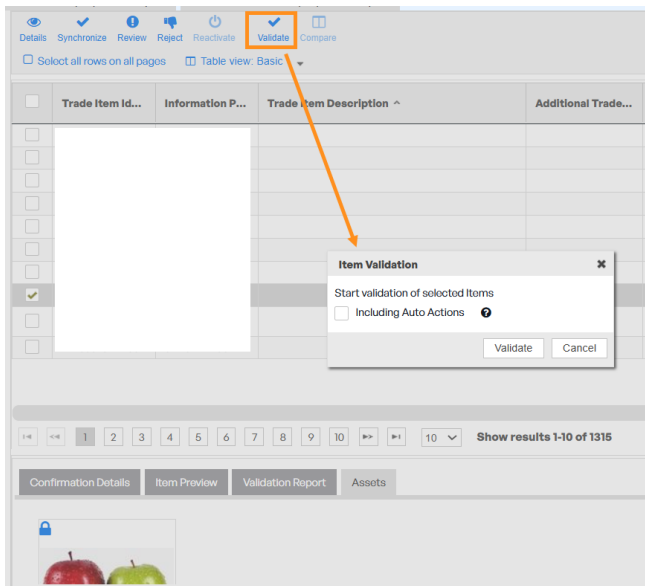 Details Synchronize Review Reject Reactivate Validate Compare
Select all rows on all pages Table view: Basic
Trade Item Id... Information P... Trade Item Description Additional Trade...
Item Validation
Start validation of selected Items
Including Auto Actions
Validate Cancel
1 2 3 4 5 6 7 8 9 10 10 Show results 1-10 of 1315
Confirmation Details Item Preview Validation Report Assets